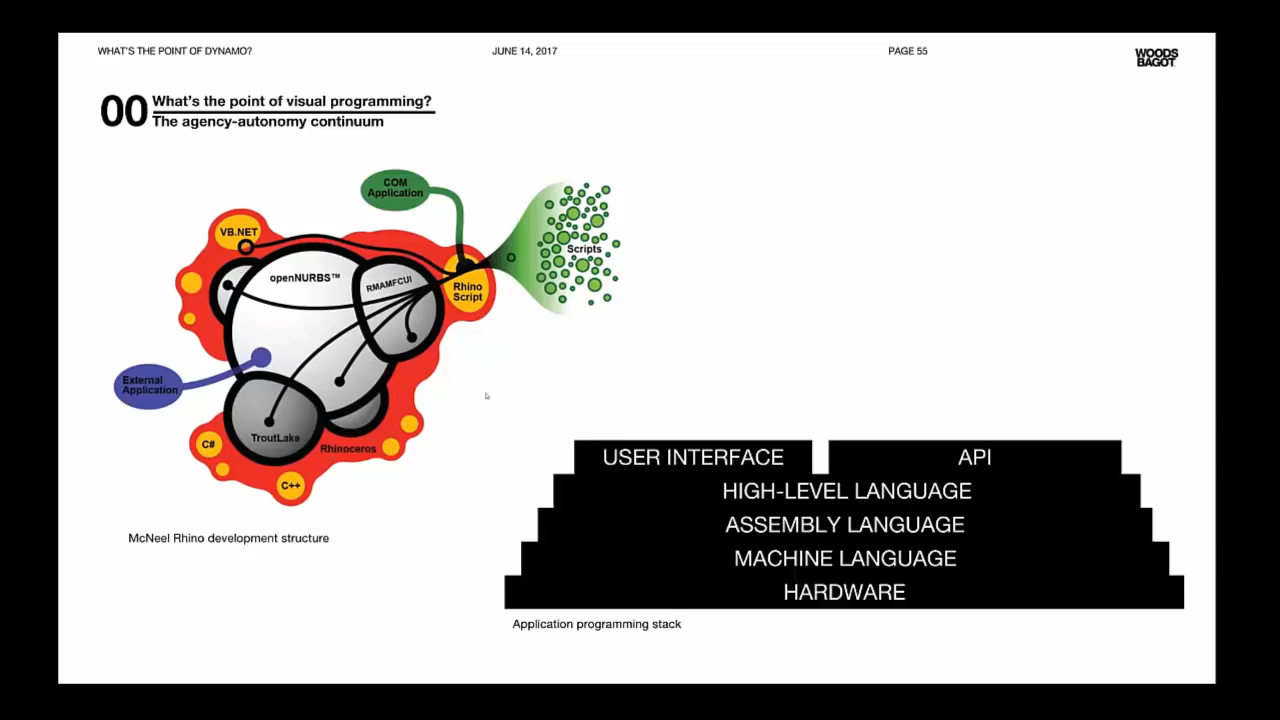 WHAT'S THE POINT OF DYNAMO?
JUNE 14, 2017
PAGE 55
WOODS
BAGOT
00
What's the point of visual programming?
The agency-autonomy continuum
COM
Application
VB.NET
openNURBS™
RMAMFCUI
Rhino
Script
Scripts
External
Application
TroutLake
Rhinoceros
C#
C++
McNeel Rhino development structure
USER INTERFACE
API
HIGH-LEVEL LANGUAGE
ASSEMBLY LANGUAGE
MACHINE LANGUAGE
HARDWARE
Application programming stack